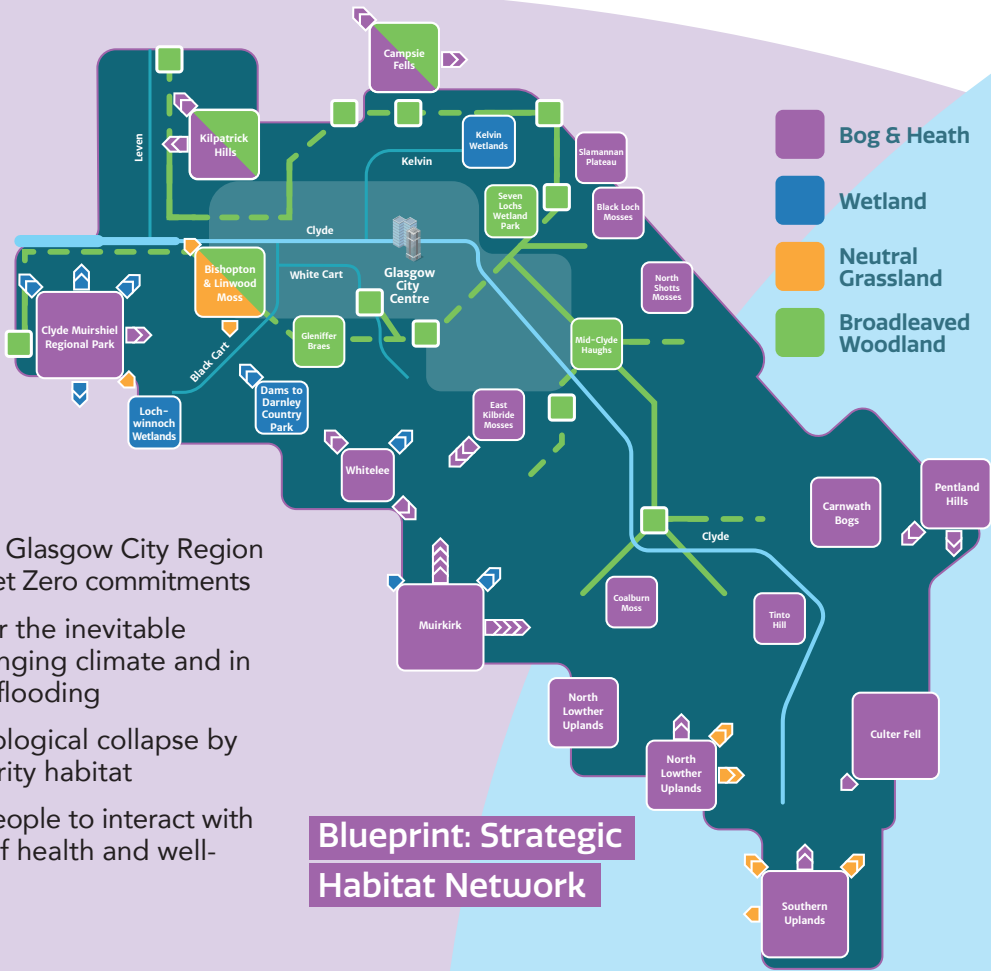 Campsie
Fells
Kilpatrick
Hills
Leven
Kelvin
Wetlands
Kelvin
Slamannan
Plateau
Seven
Lochs
Wetland
Park
Black Loch
Mosses
Bog & Heath
Wetland
Neutral
Grassland
Broadleaved
Woodland
Clyde
White Cart
Glasgow
City
Centre
Bishopton
& Linwood
Moss
North
Shotts
Mosses
Clyde Muirshiel
Regional Park
Gleniffer
Braes
Mid-Clyde
Haughs
Black Cart
Loch-
winnoch
Wetlands
Dams to
Darnley
Country
Park
East
Kilbride
Mosses
Whitelee
Carnwath
Bogs
Pentland
Hills
Clyde
Glasgow City Region
et Zero commitments
r the inevitable
nging climate and in
flooding
ological collapse by
rity habitat
eople to interact with
f health and well-
Muirkirk
Coalburn
Moss
Tinto
Hill
North
Lowther
Uplands
North
Lowther
Uplands
Culter Fell
Southern
Uplands
Blueprint: Strategic
Habitat Network